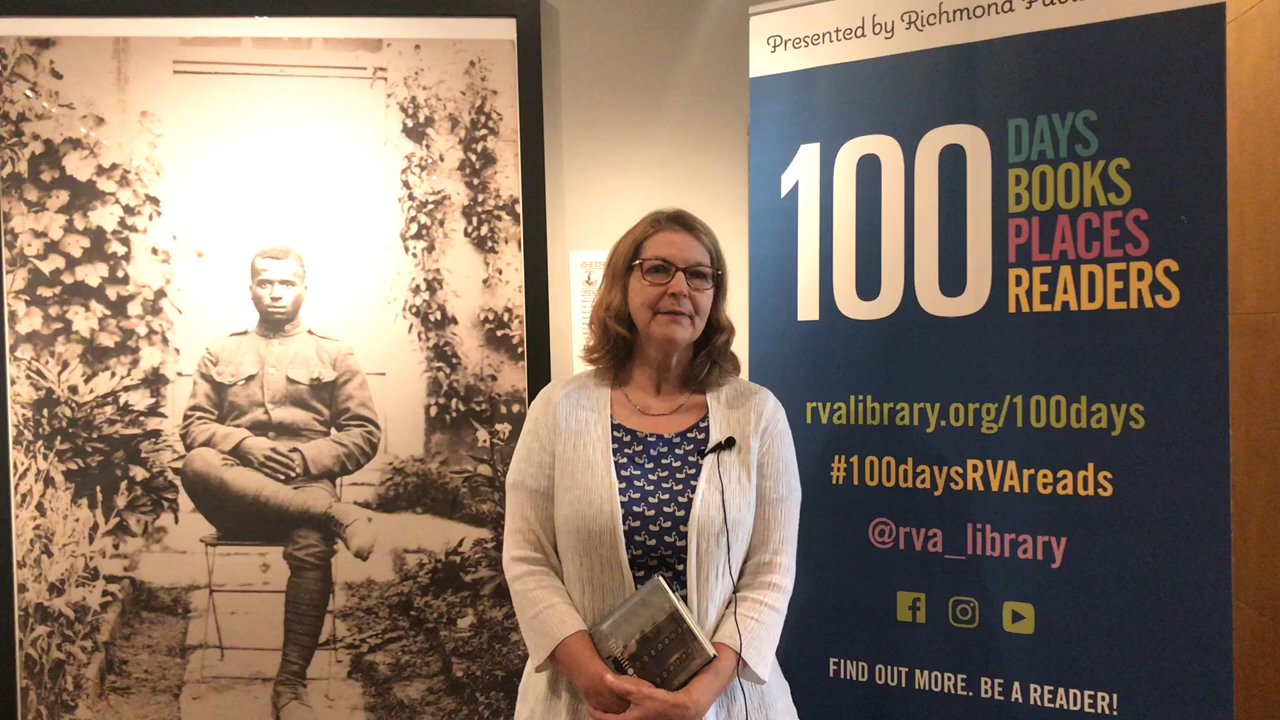 Presented by Richmond
100
DAYS
BOOKS
PLACES
READERS
rvalibrary.org/100days
#100daysRVAreads
@rva_library
FIND OUT MORE. BE A READER!